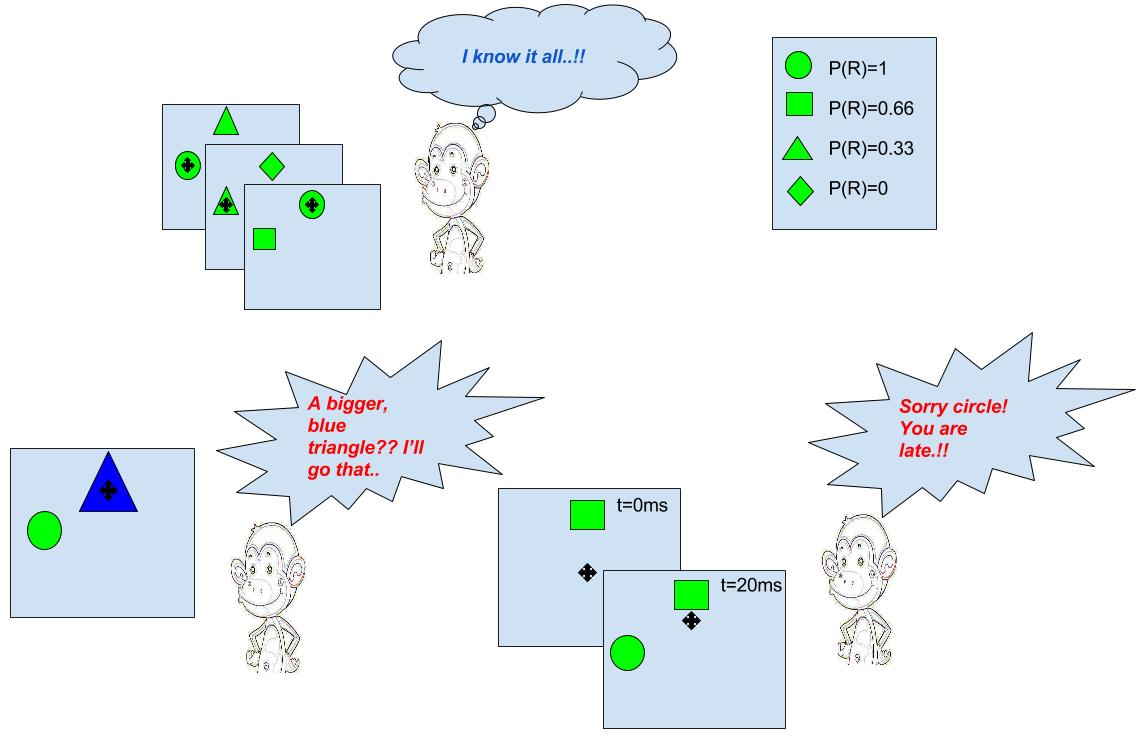 I know it all..!!
P(R)=1
P(R)=0.66
P(R)=0.33
P(R)=0
A bigger,
blue
triangle?? I'll
go that..
Sorry circle!
You are
late.!!
t=0ms
t=20ms